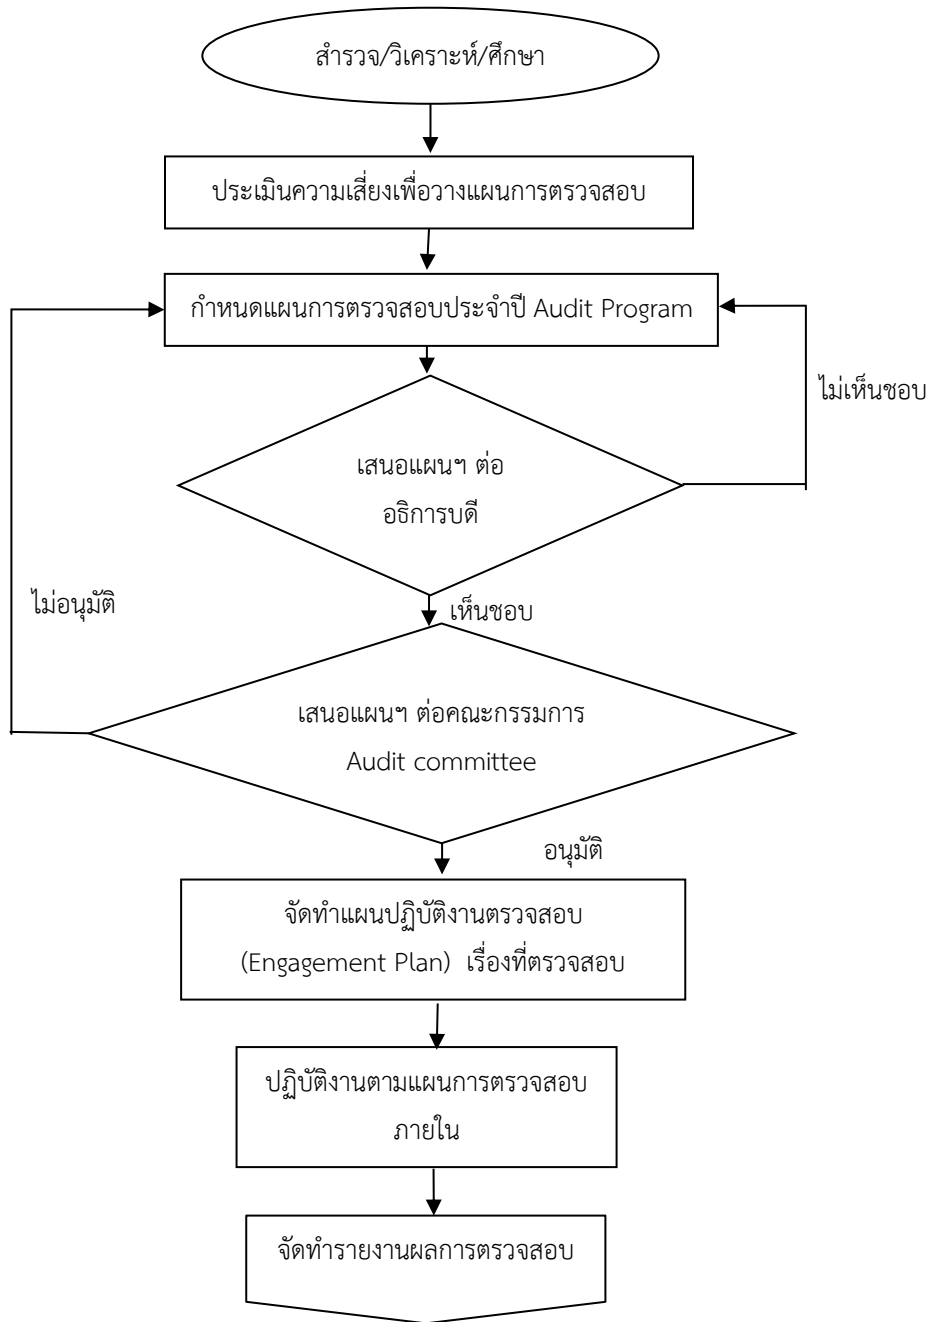 สำรวจ/วิเคราะห์/ศึกษา
ประเมินความเสี่ยงเพื่อวางแผนการตรวจสอบ
กำหนดแผนการตรวจสอบประจำปี Audit Program
ไม่เห็นชอบ
เสนอแผนฯ ต่อ
อธิการบดี
ไม่อนุมัติ
เห็นชอบ
เสนอแผนฯ ต่อคณะกรรมการ
Audit committee
อนุมัติ
จัดทำแผนปฏิบัติงานตรวจสอบ
(Engagement Plan) เรื่องที่ตรวจสอบ
ปฏิบัติงานตามแผนการตรวจสอบ
ภายใน
จัดทำรายงานผลการตรวจสอบ